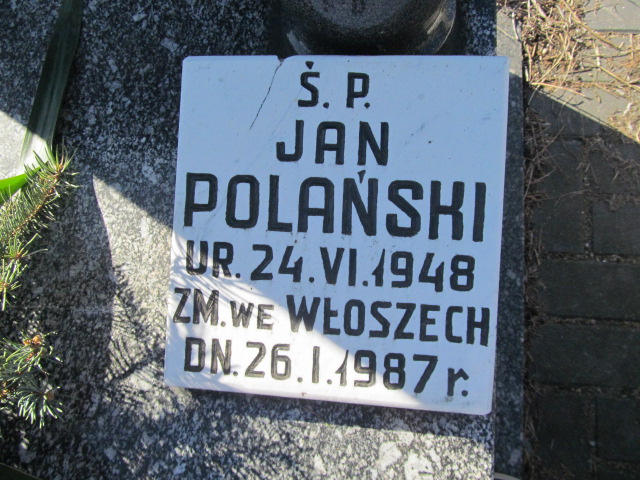 Ś. P.
JAN
POLAŃSKI
UR. 24. VI. 1948
ZM. WE WŁOSZECH
DN. 26. I. 1987 r.